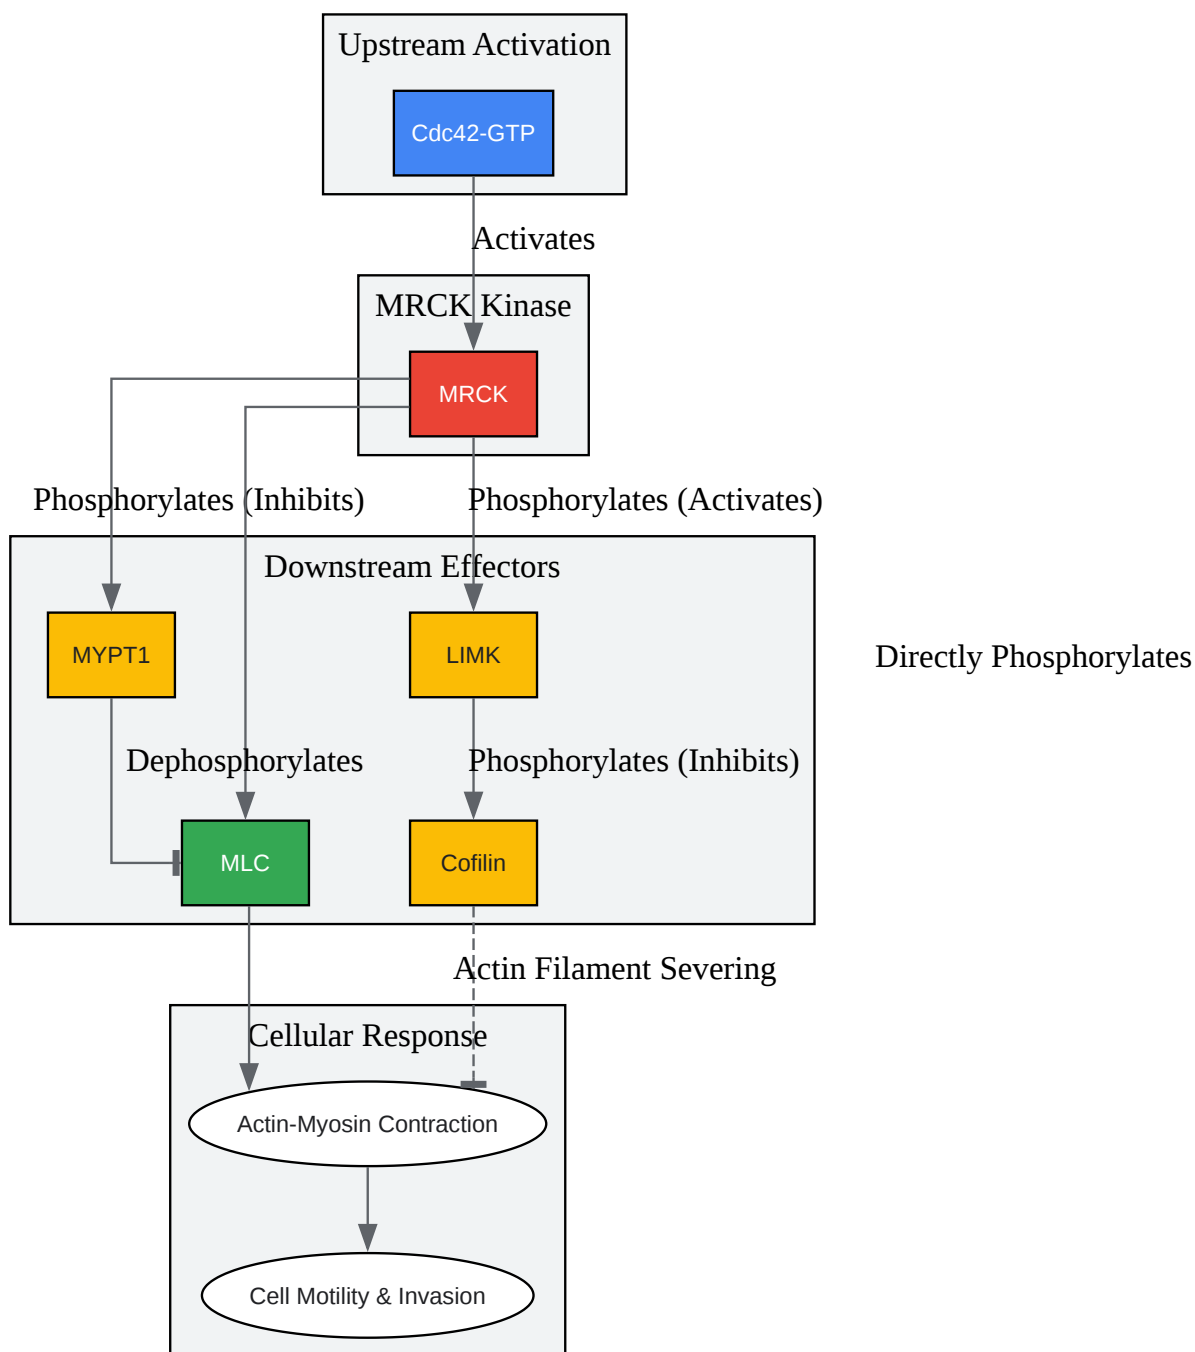 Upstream Activation
Cdc42-GTP
Activates
MRCK Kinase
MRCK
Phosphorylates (Inhibits)
Phosphorylates (Activates)
Downstream Effectors
MYPT1
LIMK
Directly Phosphorylates
Dephosphorylates
Phosphorylates (Inhibits)
MLC
Cofilin
Actin Filament Severing
Cellular Response
Actin-Myosin Contraction
Cell Motility & Invasion